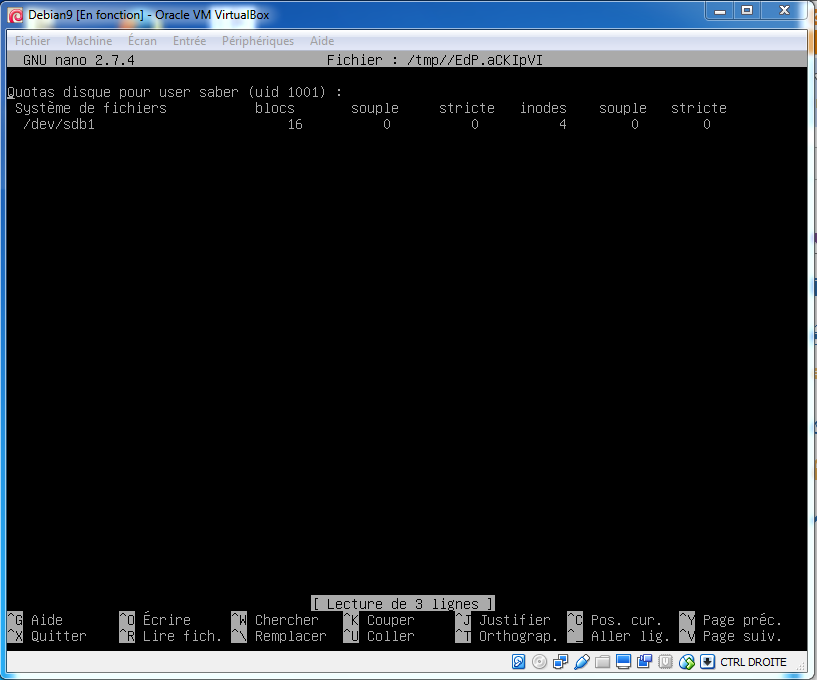 Debian9 [En fonction] - Oracle VM VirtualBox
Fichier Machine Écran Entrée Périphériques Aide
GNU nano 2.7.4 Fichier : /tmp//EdP.aCKIpVI
Quotas disque pour user saber (uid 1001) :
Système de fichiers blocs souple stricte inodes souple stricte
/dev/sdb1 16 0 0 4 0 0
[ Lecture de 3 lignes ]
^G Aide ^O Écrire ^W Chercher ^K Couper ^J Justifier ^C Pos. cur. ^Y Page préc.
^X Quitter ^R Lire fich. ^\ Remplacer ^U Coller ^T Orthograp. ^_ Aller lig. ^V Page suiv.
CTRL DROITE